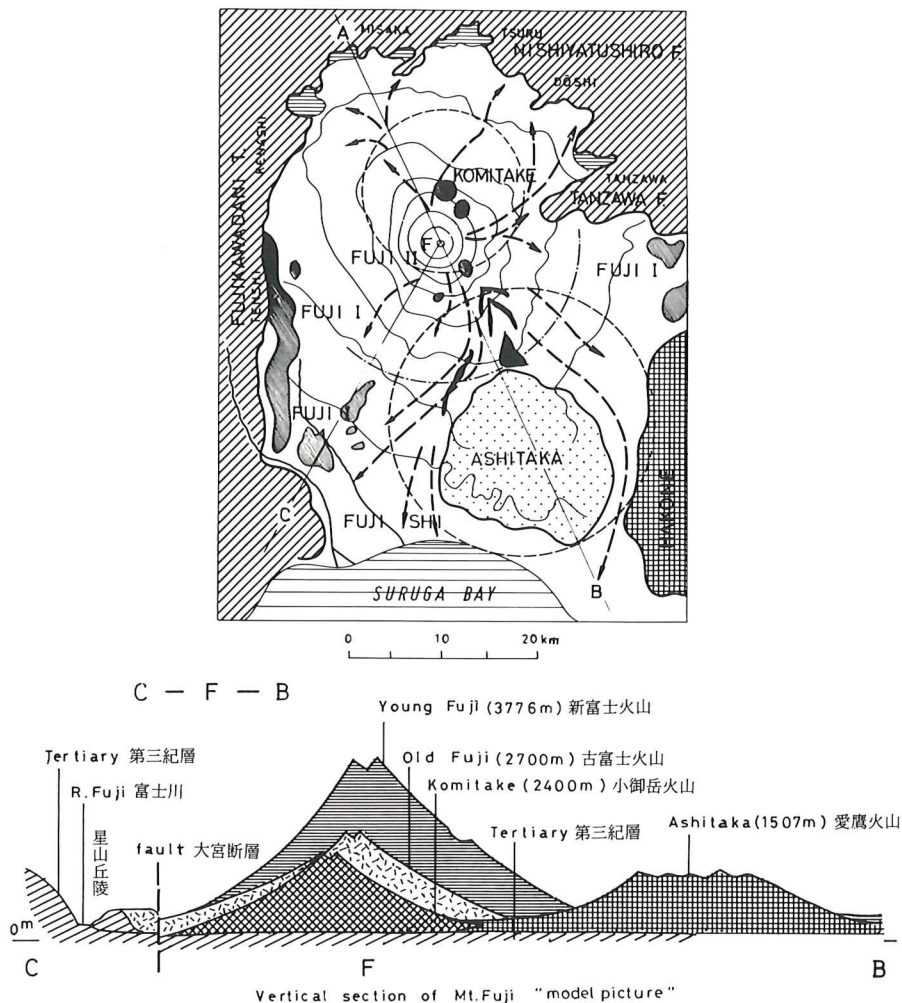 A
MISAKA
TSURU
NISHIYATUSHIRO F.
DŌSHI
FUJIKAWADANI T.
KENASHI
TENSHI
KOMITAKE
TANZAWA
TANZAWA F.
F
FUJI II
FUJI I
FUJI I
FUJI
ASHITAKA
HAKONE
C
FUJI SHI
B
SURUGA BAY
0 10 20 km
C — F — B
Young Fuji (3776m) 新富士火山
Tertiary 第三紀層
Old Fuji (2700m) 古富士火山
R.Fuji 富士川
Komitake (2400m) 小御岳火山
星山丘陵
fault 大宮断層
Tertiary 第三紀層
Ashitaka (1507m) 愛鷹火山
0m
C F B
Vertical section of Mt.Fuji "model picture"